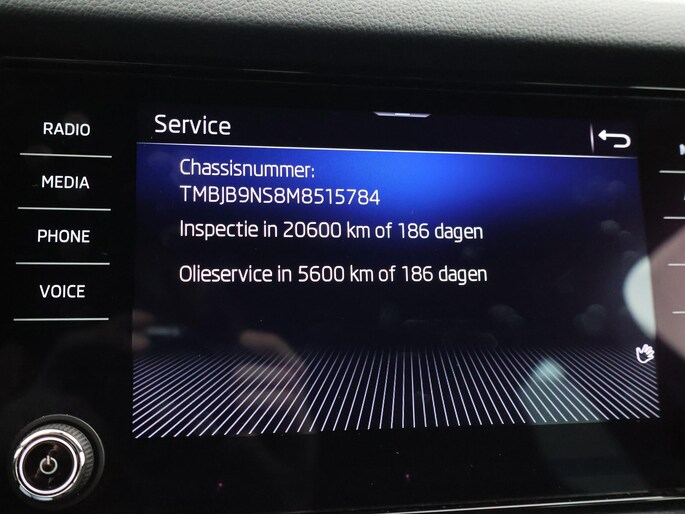 RADIO
MEDIA
PHONE
VOICE
Service
Chassisnummer:
TMBJB9NS8M8515784
Inspectie in 20600 km of 186 dagen
Olieservice in 5600 km of 186 dagen